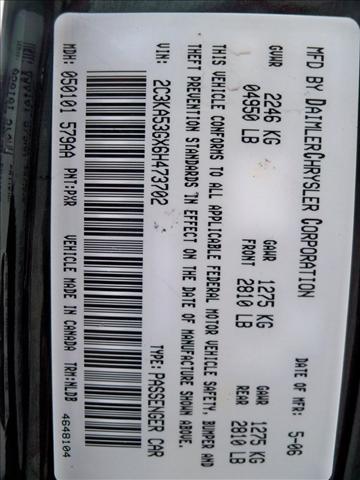 MFD BY DAIMLERCHRYSLER CORPORATION
DATE OF MFR: 5-06
GVWR 2246 KG 04950 LB
GAWR FRONT 1275 KG 2810 LB
GAWR REAR 1275 KG 2810 LB
THIS VEHICLE CONFORMS TO ALL APPLICABLE FEDERAL MOTOR VEHICLE SAFETY, BUMPER AND
THEFT PREVENTION STANDARDS IN EFFECT ON THE DATE OF MANUFACTURE SHOWN ABOVE.
VIN: 2C3KA53GX6H473702 TYPE: PASSENGER CAR
MDH: 050101 579AA PNT: PXR VEHICLE MADE IN CANADA TRM: NLDB
4648104